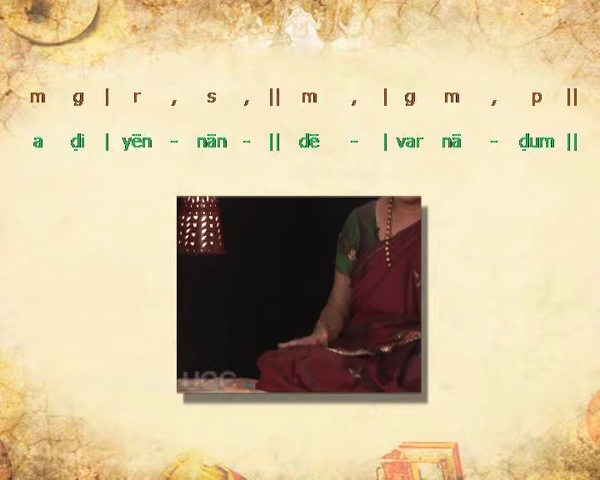 m g | r , s , || m , | g m , p ||
a ḍi | yēn - nān - || dē - | var nā - ḍum ||